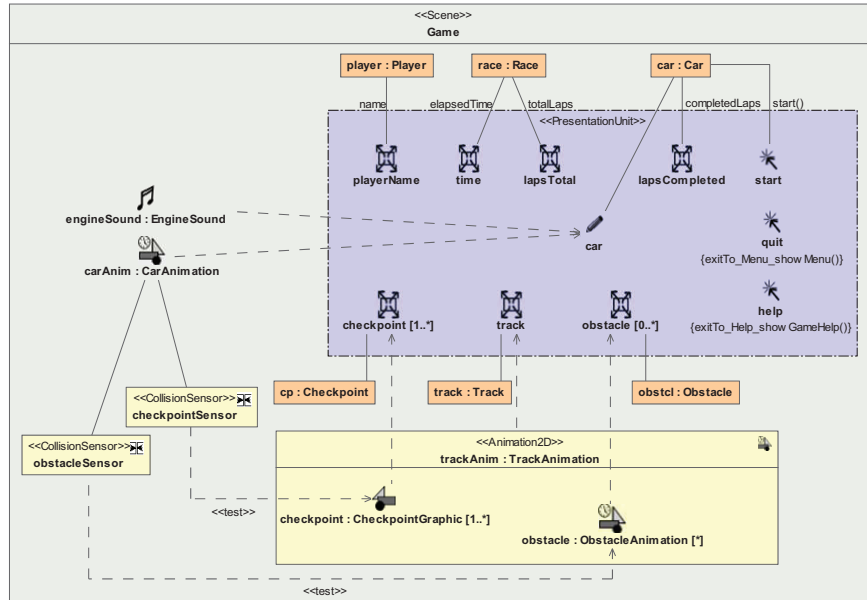 <<Scene>>
Game
player : Player
race : Race
car : Car
name
elapsedTime
totalLaps
completedLaps
start()
<<PresentationUnit>>
playerName
time
lapsTotal
lapsCompleted
start
engineSound : EngineSound
car
quit
{exitTo_Menu_show Menu()}
carAnim : CarAnimation
help
{exitTo_Help_show GameHelp()}
checkpoint [1..*]
track
obstacle [0..*]
cp : Checkpoint
track : Track
obstcl : Obstacle
<<CollisionSensor>>
checkpointSensor
<<CollisionSensor>>
obstacleSensor
<<Animation2D>>
trackAnim : TrackAnimation
<<test>>
checkpoint : CheckpointGraphic [1..*]
obstacle : ObstacleAnimation [*]
<<test>>